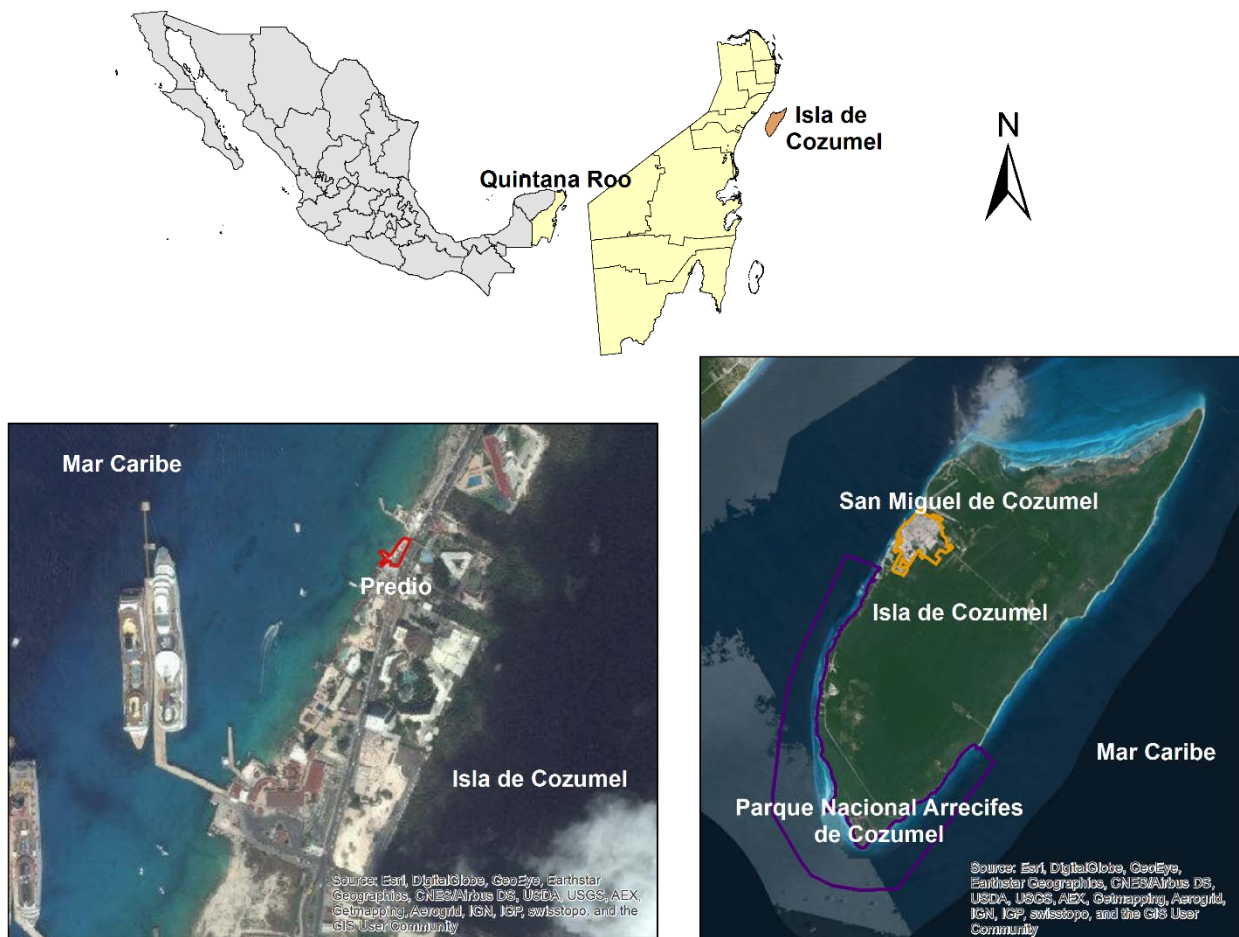 Isla de
Cozumel
N
Quintana Roo
Mar Caribe
Predio
Isla de Cozumel
Source: Esri, DigitalGlobe, GeoEye, Earthstar
Geographics, CNES/Airbus DS, USDA, USGS, AEX,
Getmapping, Aerogrid, IGN, IGP, swisstopo, and the
GIS User Community
San Miguel de Cozumel
Isla de Cozumel
Mar Caribe
Parque Nacional Arrecifes
de Cozumel
Source: Esri, DigitalGlobe, GeoEye,
Earthstar Geographics, CNES/Airbus DS,
USDA, USGS, AEX, Getmapping, Aerogrid,
IGN, IGP, swisstopo, and the GIS User
Community